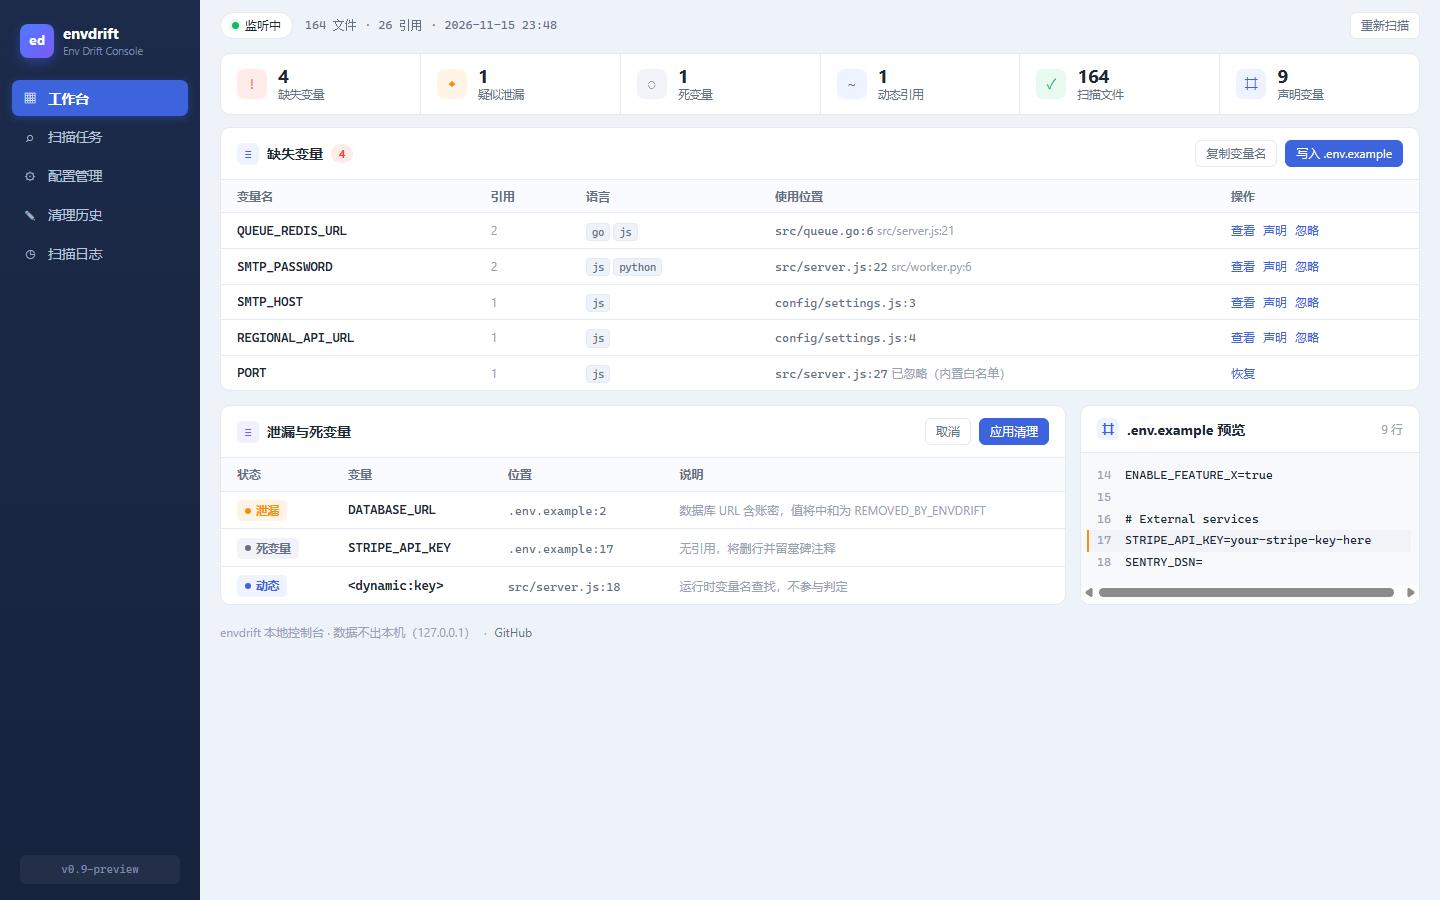 ed
envdrift
Env Drift Console
工作台
扫描任务
配置管理
清理历史
扫描日志
v0.9-preview
监听中
164 文件 · 26 引用 · 2026-11-15 23:48
重新扫描
! 4
缺失变量
1
疑似泄漏
1
死变量
~ 1
动态引用
✓ 164
扫描文件
9
声明变量
缺失变量 4
复制变量名
写入 .env.example
变量名 引用 语言 使用位置 操作
QUEUE_REDIS_URL 2 go js src/queue.go:6 src/server.js:21 查看 声明 忽略
SMTP_PASSWORD 2 js python src/server.js:22 src/worker.py:6 查看 声明 忽略
SMTP_HOST 1 js config/settings.js:3 查看 声明 忽略
REGIONAL_API_URL 1 js config/settings.js:4 查看 声明 忽略
PORT 1 js src/server.js:27 已忽略（内置白名单） 恢复
泄漏与死变量
取消
应用清理
状态 变量 位置 说明
泄漏 DATABASE_URL .env.example:2 数据库 URL 含账密，值将中和为 REMOVED_BY_ENVDRIFT
死变量 STRIPE_API_KEY .env.example:17 无引用，将删行并留墓碑注释
动态 <dynamic:key> src/server.js:18 运行时变量名查找，不参与判定
.env.example 预览 9 行
14 ENABLE_FEATURE_X=true
15
16 # External services
17 STRIPE_API_KEY=your-stripe-key-here
18 SENTRY_DSN=
envdrift 本地控制台 · 数据不出本机（127.0.0.1） · GitHub